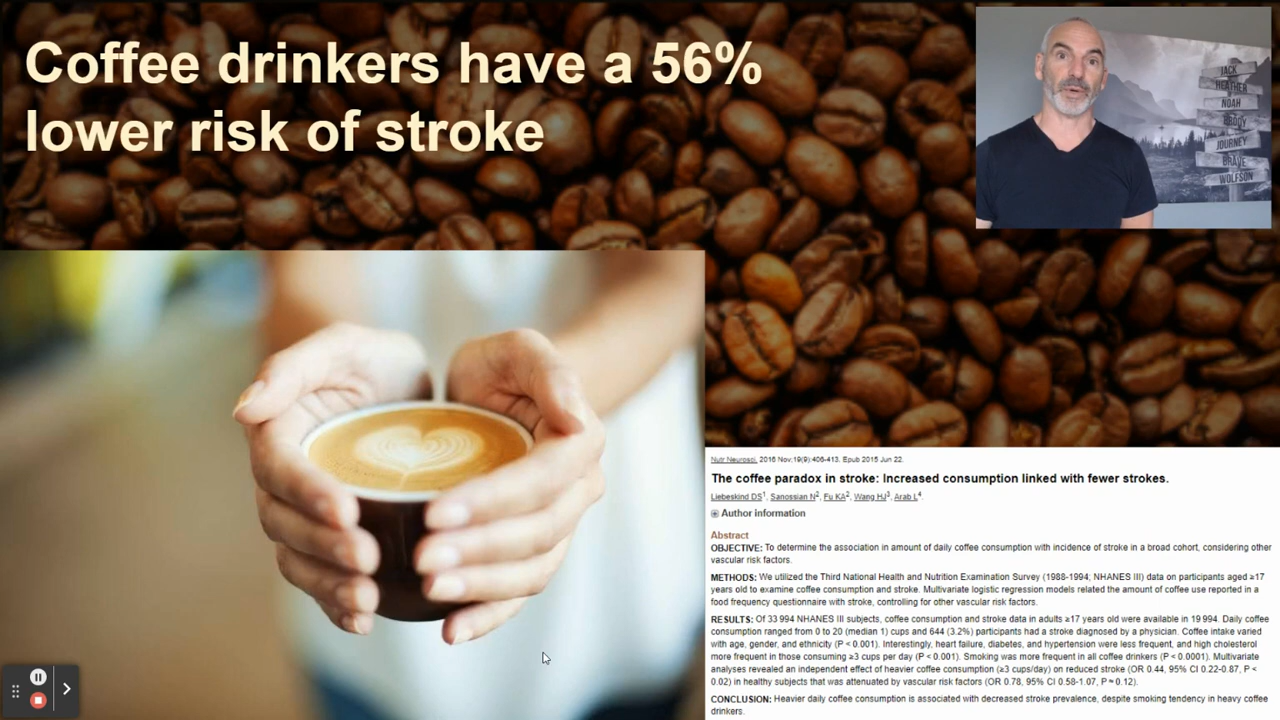 Coffee drinkers have a 56%
lower risk of stroke
JACK
HEATHER
NOAH
BRODY
JOURNEY
BRAVE
WOLFSON
Nutr Neurosci. 2016 Nov;19(9):406-413. Epub 2015 Jun 22.
The coffee paradox in stroke: Increased consumption linked with fewer strokes.
Liebeskind DS1, Sanossian N2, Fu KA2, Wang HJ3, Arab L4.
Author information
Abstract
OBJECTIVE: To determine the association in amount of daily coffee consumption with incidence of stroke in a broad cohort, considering other
vascular risk factors.
METHODS: We utilized the Third National Health and Nutrition Examination Survey (1988-1994; NHANES III) data on participants aged ≥17
years old to examine coffee consumption and stroke. Multivariate logistic regression models related the amount of coffee use reported in a
food frequency questionnaire with stroke, controlling for other vascular risk factors.
RESULTS: Of 33 994 NHANES III subjects, coffee consumption and stroke data in adults ≥17 years old were available in 19 994. Daily coffee
consumption ranged from 0 to 20 (median 1) cups and 644 (3.2%) participants had a stroke diagnosed by a physician. Coffee intake varied
with age, gender, and ethnicity (P < 0.001). Interestingly, heart failure, diabetes, and hypertension were less frequent, and high cholesterol
more frequent in those consuming ≥3 cups per day (P < 0.001). Smoking was more frequent in all coffee drinkers (P < 0.0001). Multivariate
analyses revealed an independent effect of heavier coffee consumption (≥3 cups/day) on reduced stroke (OR 0.44, 95% CI 0.22-0.87, P <
0.02) in healthy subjects that was attenuated by vascular risk factors (OR 0.78, 95% CI 0.58-1.07, P ≈ 0.12).
CONCLUSION: Heavier daily coffee consumption is associated with decreased stroke prevalence, despite smoking tendency in heavy coffee
drinkers.